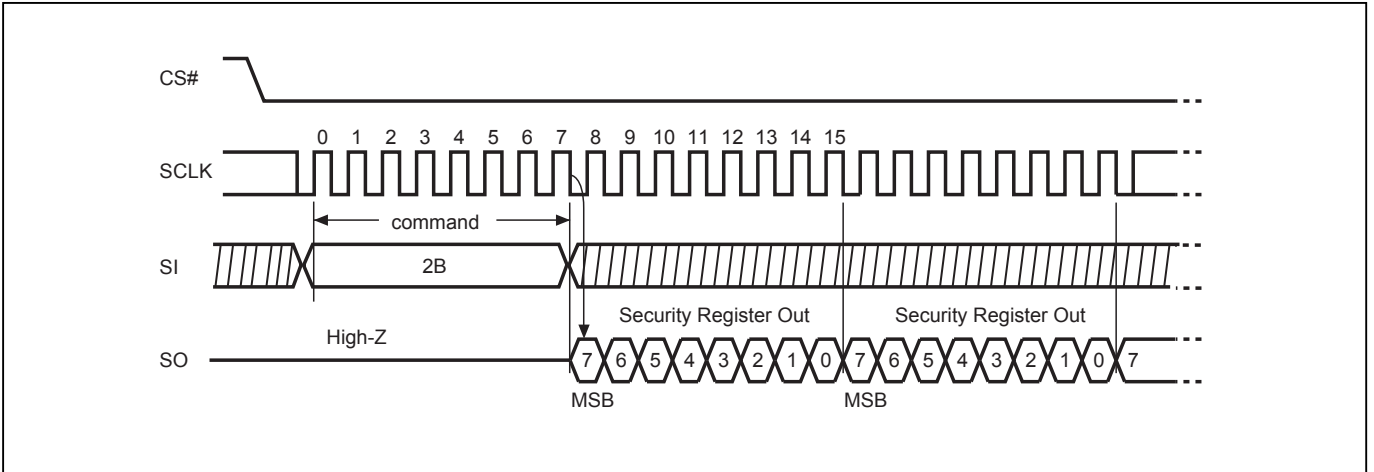 CS#
0 1 2 3 4 5 6 7 8 9 10 11 12 13 14 15
SCLK
command
SI
2B
Security Register Out Security Register Out
High-Z
SO
7 6 5 4 3 2 1 0 7 6 5 4 3 2 1 0 7
MSB MSB